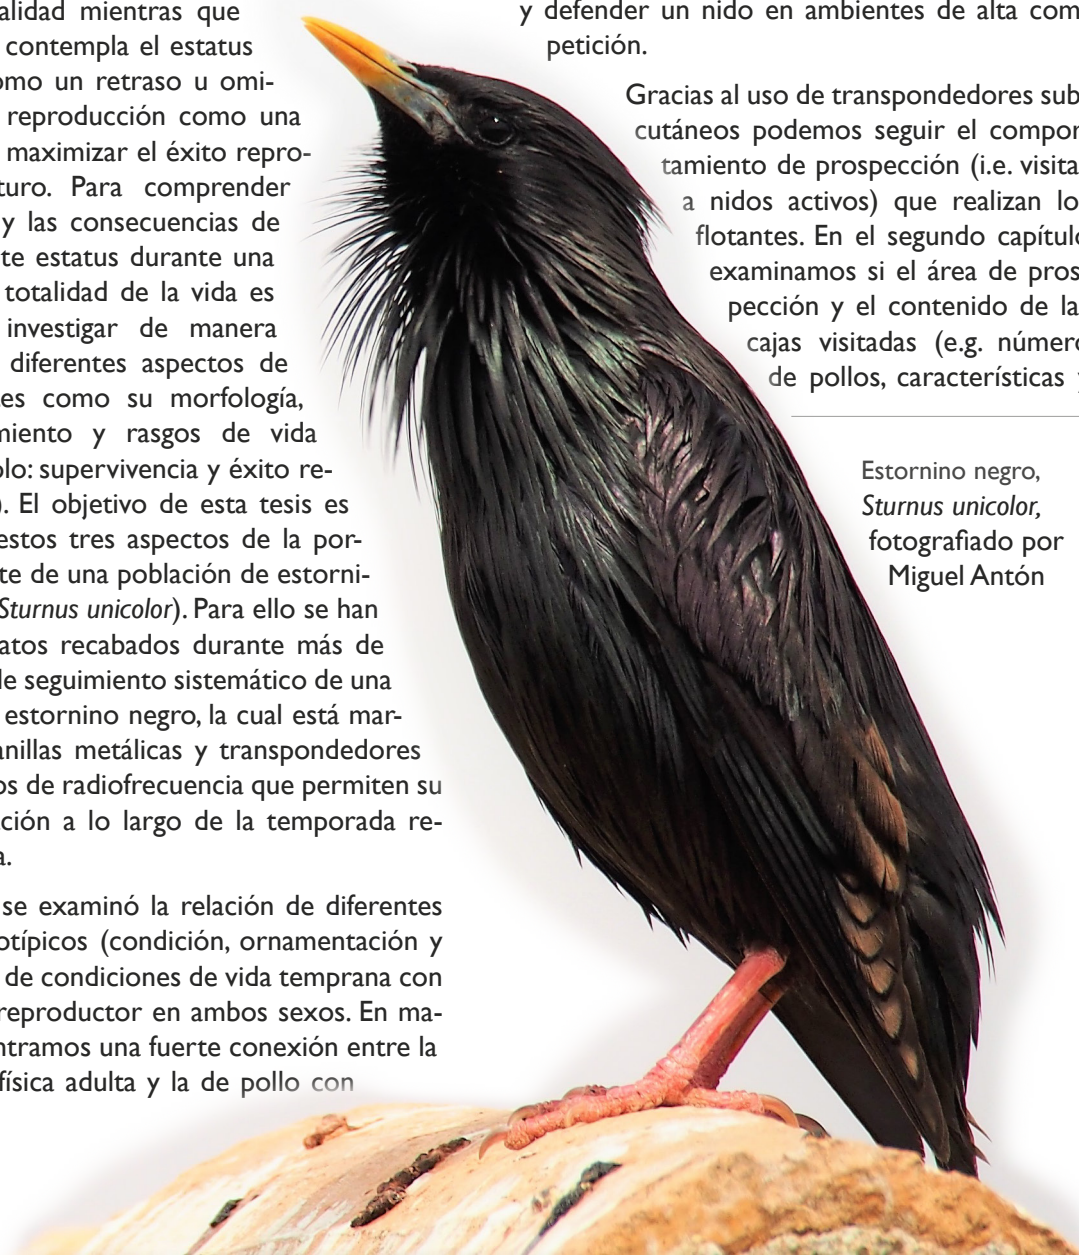 alidad mientras que
contempla el estatus
omo un retraso u omi-
reproducción como una
maximizar el éxito repro-
turo. Para comprender
y las consecuencias de
te estatus durante una
totalidad de la vida es
investigar de manera
diferentes aspectos de
es como su morfología,
miento y rasgos de vida
olo: supervivencia y éxito re-
). El objetivo de esta tesis es
estos tres aspectos de la por-
te de una población de estorni-
Sturnus unicolor). Para ello se han
atos recabados durante más de
de seguimiento sistemático de una
estornino negro, la cual está mar-
anillas metálicas y transpondedores
os de radiofrecuencia que permiten su
ción a lo largo de la temporada re-
a.
se examinó la relación de diferentes
otípicos (condición, ornamentación y
de condiciones de vida temprana con
reproductor en ambos sexos. En ma-
ntramos una fuerte conexión entre la
física adulta y la de pollo con
y defender un nido en ambientes de alta com
petición.
Gracias al uso de transpondedores sub
cutáneos podemos seguir el compor
tamiento de prospección (i.e. visita
a nidos activos) que realizan lo
flotantes. En el segundo capítulo
examinamos si el área de pros
pección y el contenido de la
cajas visitadas (e.g. número
de pollos, características y
Estornino negro,
Sturnus unicolor,
fotografiado por
Miguel Antón